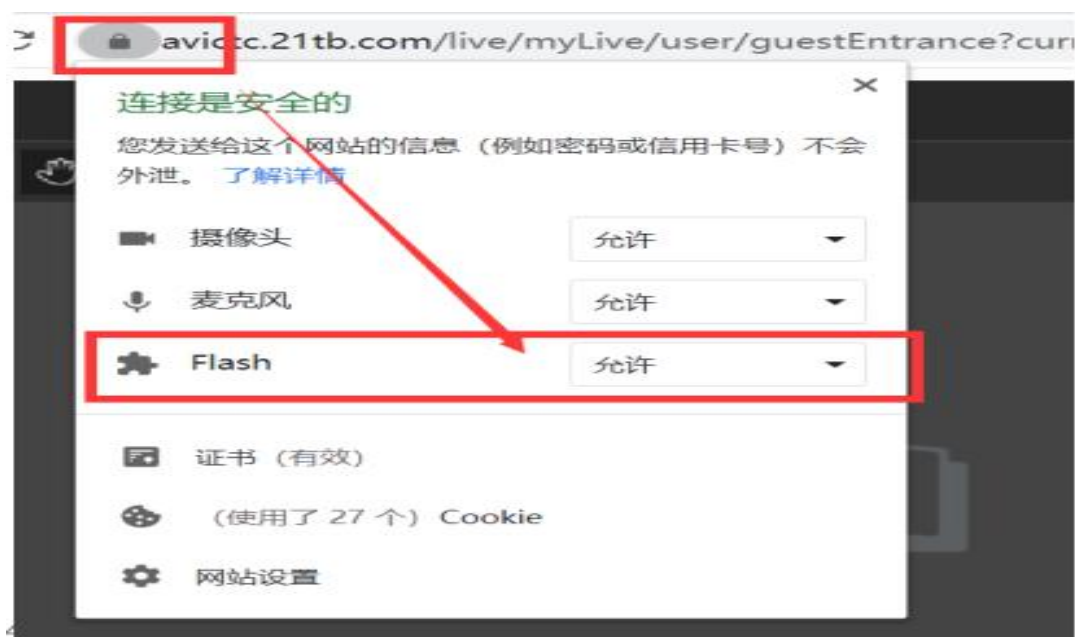 avictc.21tb.com/live/myLive/user/guestEntrance?curr
连接是安全的
您发送给这个网站的信息（例如密码或信用卡号）不会
外泄。 了解详情
摄像头 允许
麦克风 允许
Flash 允许
证书（有效）
（使用了 27 个）Cookie
网站设置